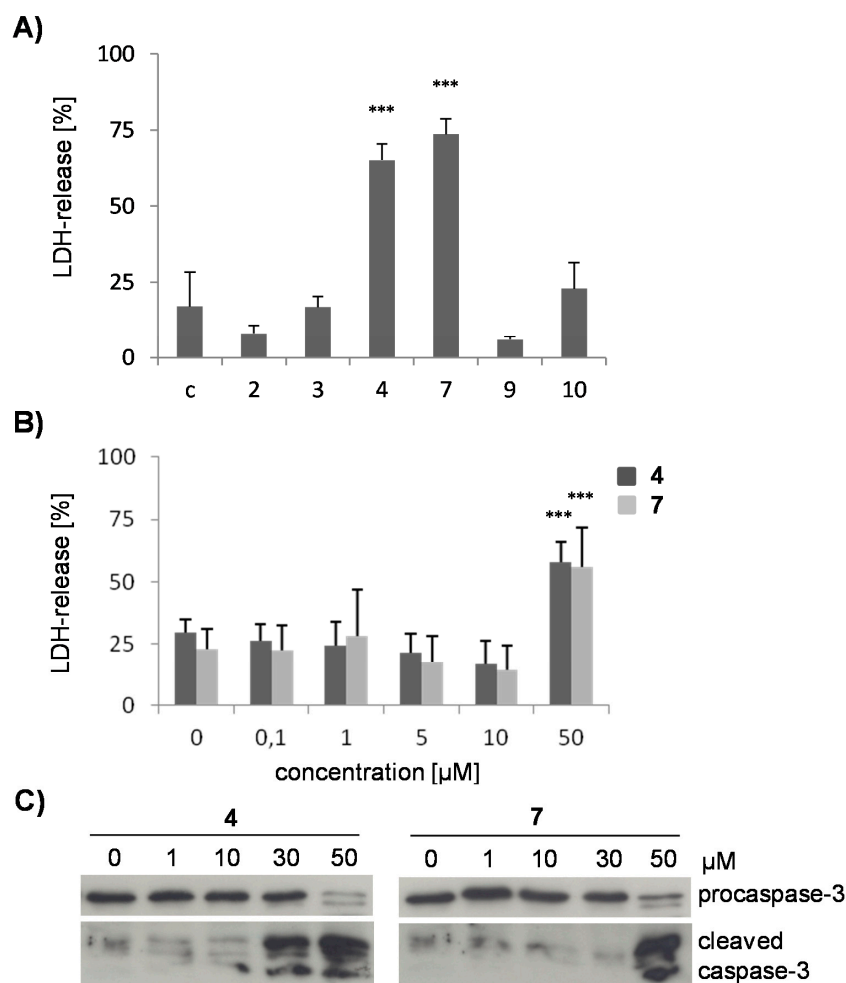 A)
LDH-release [%]
100
75
50
25
0
*** ***
c 2 3 4 7 9 10
B)
LDH-release [%]
100
75
50
25
0
*** ***
4
7
0 0,1 1 5 10 50
concentration [µM]
C)
4 7
0 1 10 30 50 0 1 10 30 50 µM
procaspase-3
cleaved
caspase-3